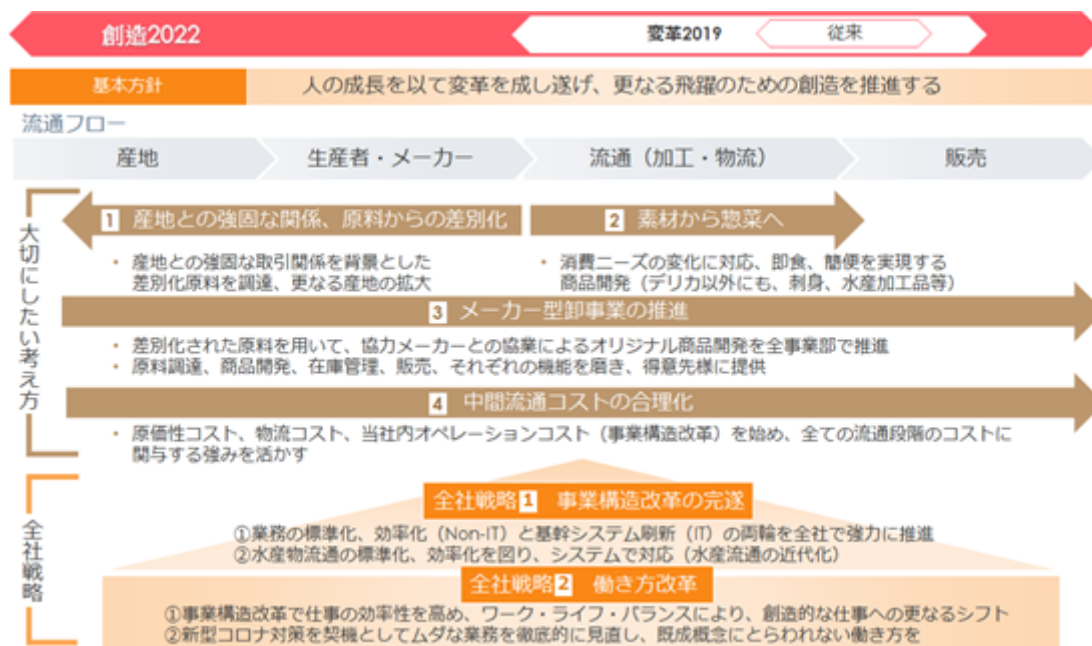 創造2022
変革2019
従来
基本方針
人の成長を以て変革を成し遂げ、更なる飛躍のための創造を推進する
流通フロー
産地
生産者・メーカー
流通（加工・物流）
販売
大切にしたい考え方
1 産地との強固な関係、原料からの差別化
・ 産地との強固な取引関係を背景とした
差別化原料を調達、更なる産地の拡大
2 素材から惣菜へ
・ 消費ニーズの変化に対応、即食、簡便を実現する
商品開発（デリカ以外にも、刺身、水産加工品等）
3 メーカー型卸事業の推進
・ 差別化された原料を用いて、協力メーカーとの協業によるオリジナル商品開発を全事業部で推進
・ 原料調達、商品開発、在庫管理、販売、それぞれの機能を磨き、得意先様に提供
4 中間流通コストの合理化
・ 原価性コスト、物流コスト、当社内オペレーションコスト（事業構造改革）を始め、全ての流通段階のコストに
関与する強みを活かす
全社戦略
全社戦略1 事業構造改革の完遂
①業務の標準化、効率化（Non-IT）と基幹システム刷新（IT）の両輪を全社で強力に推進
②水産物流通の標準化、効率化を図り、システムで対応（水産流通の近代化）
全社戦略2 働き方改革
①事業構造改革で仕事の効率性を高め、ワーク・ライフ・バランスにより、創造的な仕事への更なるシフト
②新型コロナ対策を契機としてムダな業務を徹底的に見直し、既成概念にとらわれない働き方を